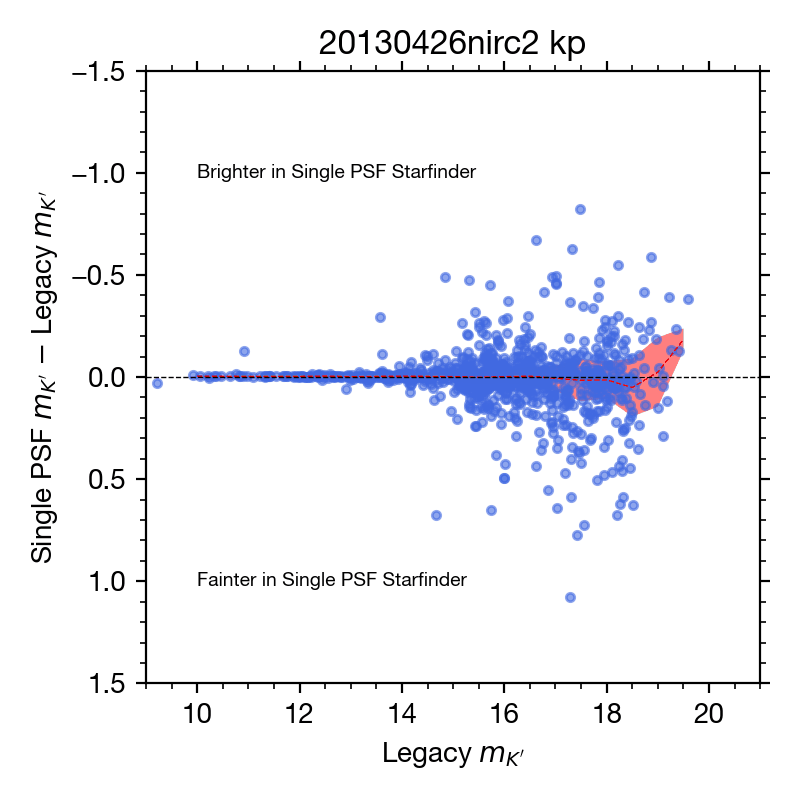 20130426nirc2 kp
−1.5
−1.0
−0.5
0.0
0.5
1.0
1.5
Single PSF m_K′ − Legacy m_K′
Brighter in Single PSF Starfinder
Fainter in Single PSF Starfinder
10 12 14 16 18 20
Legacy m_K′